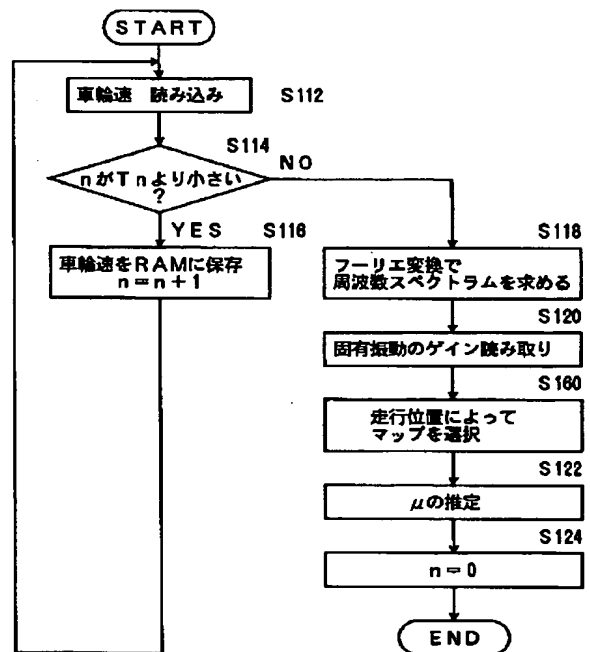 START
車輪速 読み込み
S112
S114
nがTnより小さい
?
NO
YES
S116
車輪速をRAMに保存
n=n+1
S118
フーリエ変換で
周波数スペクトラムを求める
S120
固有振動のゲイン読み取り
S160
走行位置によって
マップを選択
S122
μの推定
S124
n=0
END